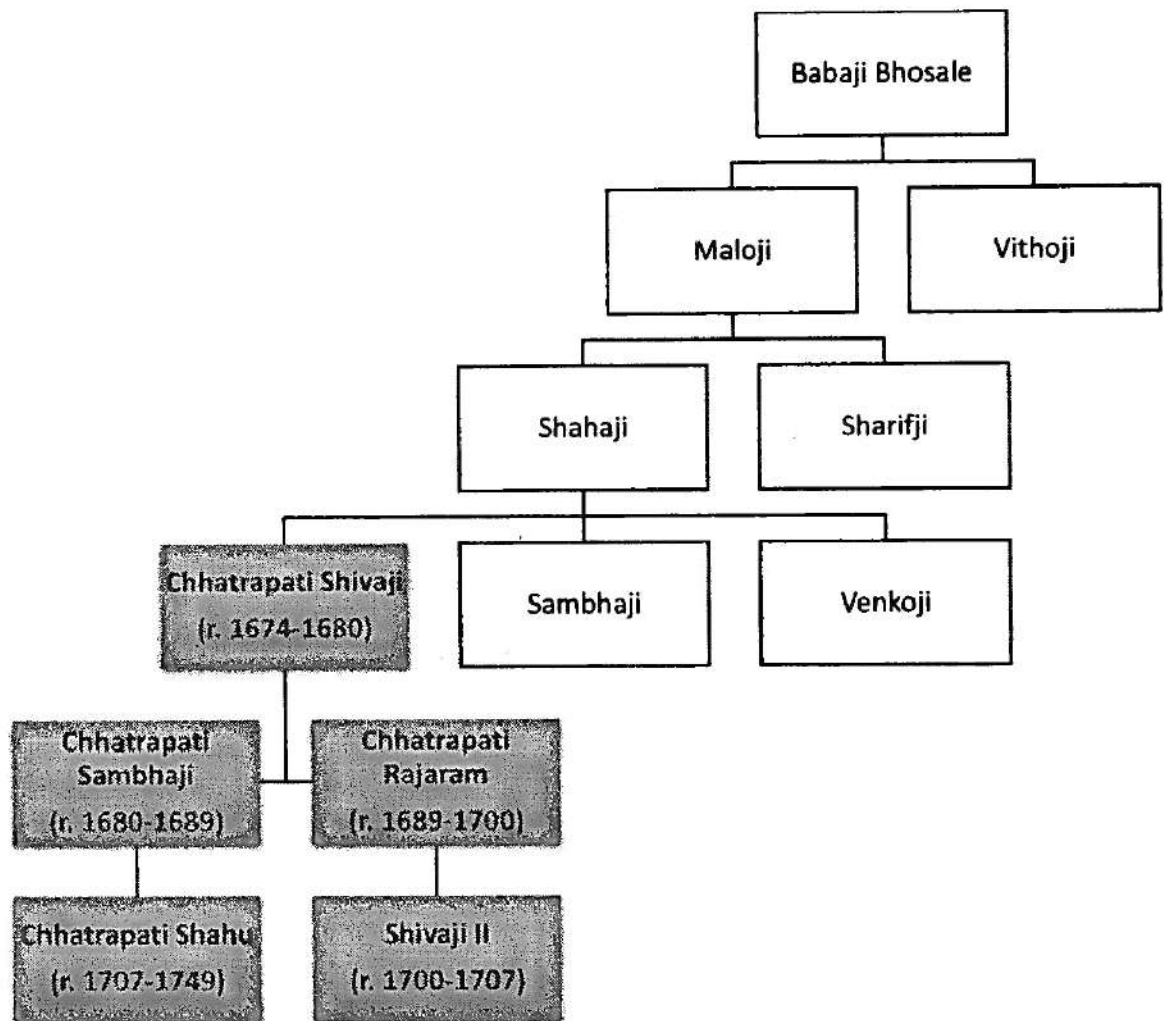 Babaji Bhosale
Maloji
Vithoji
Shahaji
Sharifji
Chhatrapati Shivaji
(r. 1674-1680)
Sambhaji
Venkoji
Chhatrapati
Sambhaji
(r. 1680-1689)
Chhatrapati
Rajaram
(r. 1689-1700)
Chhatrapati Shahu
(r. 1707-1749)
Shivaji II
(r. 1700-1707)